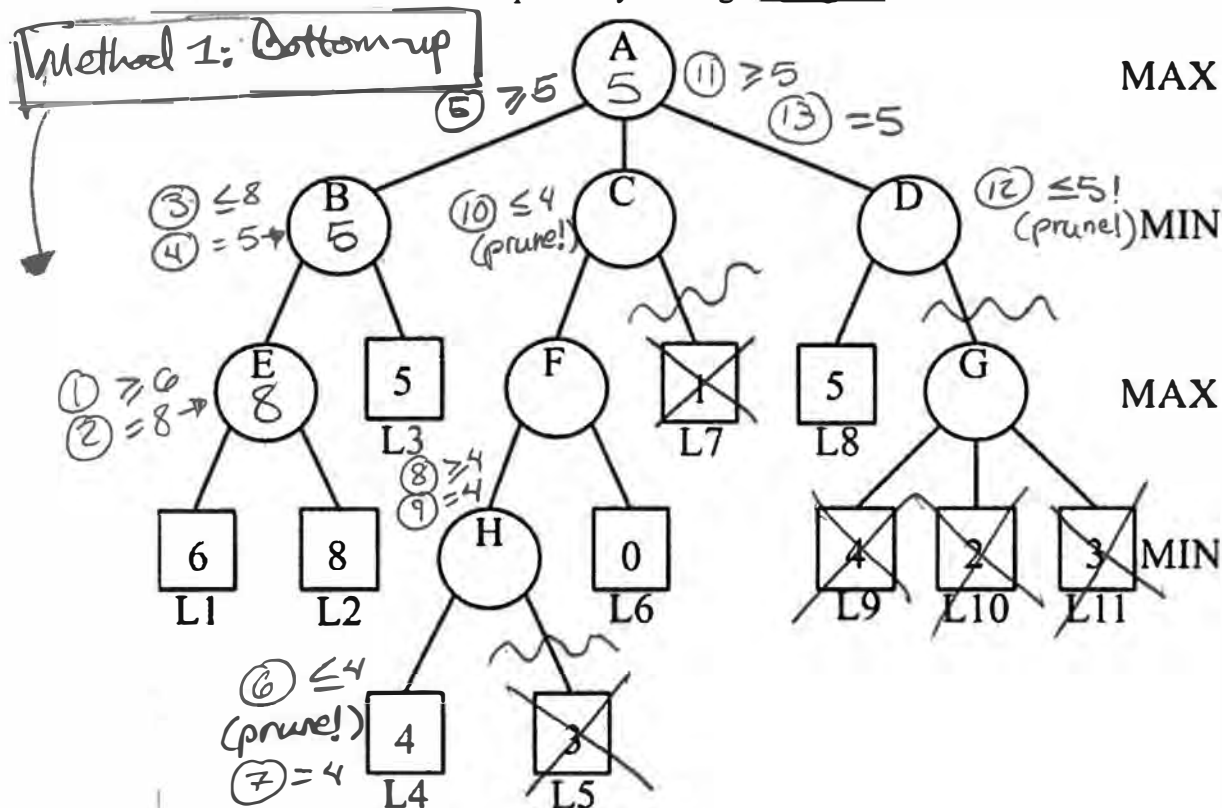 Method 1: Bottom-up
A
5
⑤ ≥5
⑪ ≥5
⑬ =5
MAX
③ ≤8
④ =5→
B
5
⑩ ≤4
(prune!)
C
D
⑫ ≤5!
(prune!)
MIN
① ≥6
② =8→
E
8
5
L3
F
1
L7
5
L8
G
MAX
⑧ ≥4
⑨ =4
6
L1
8
L2
H
0
L6
4
L9
2
L10
3
L11
MIN
⑥ ≤4
(prune!)
⑦ =4
4
L4
3
L5